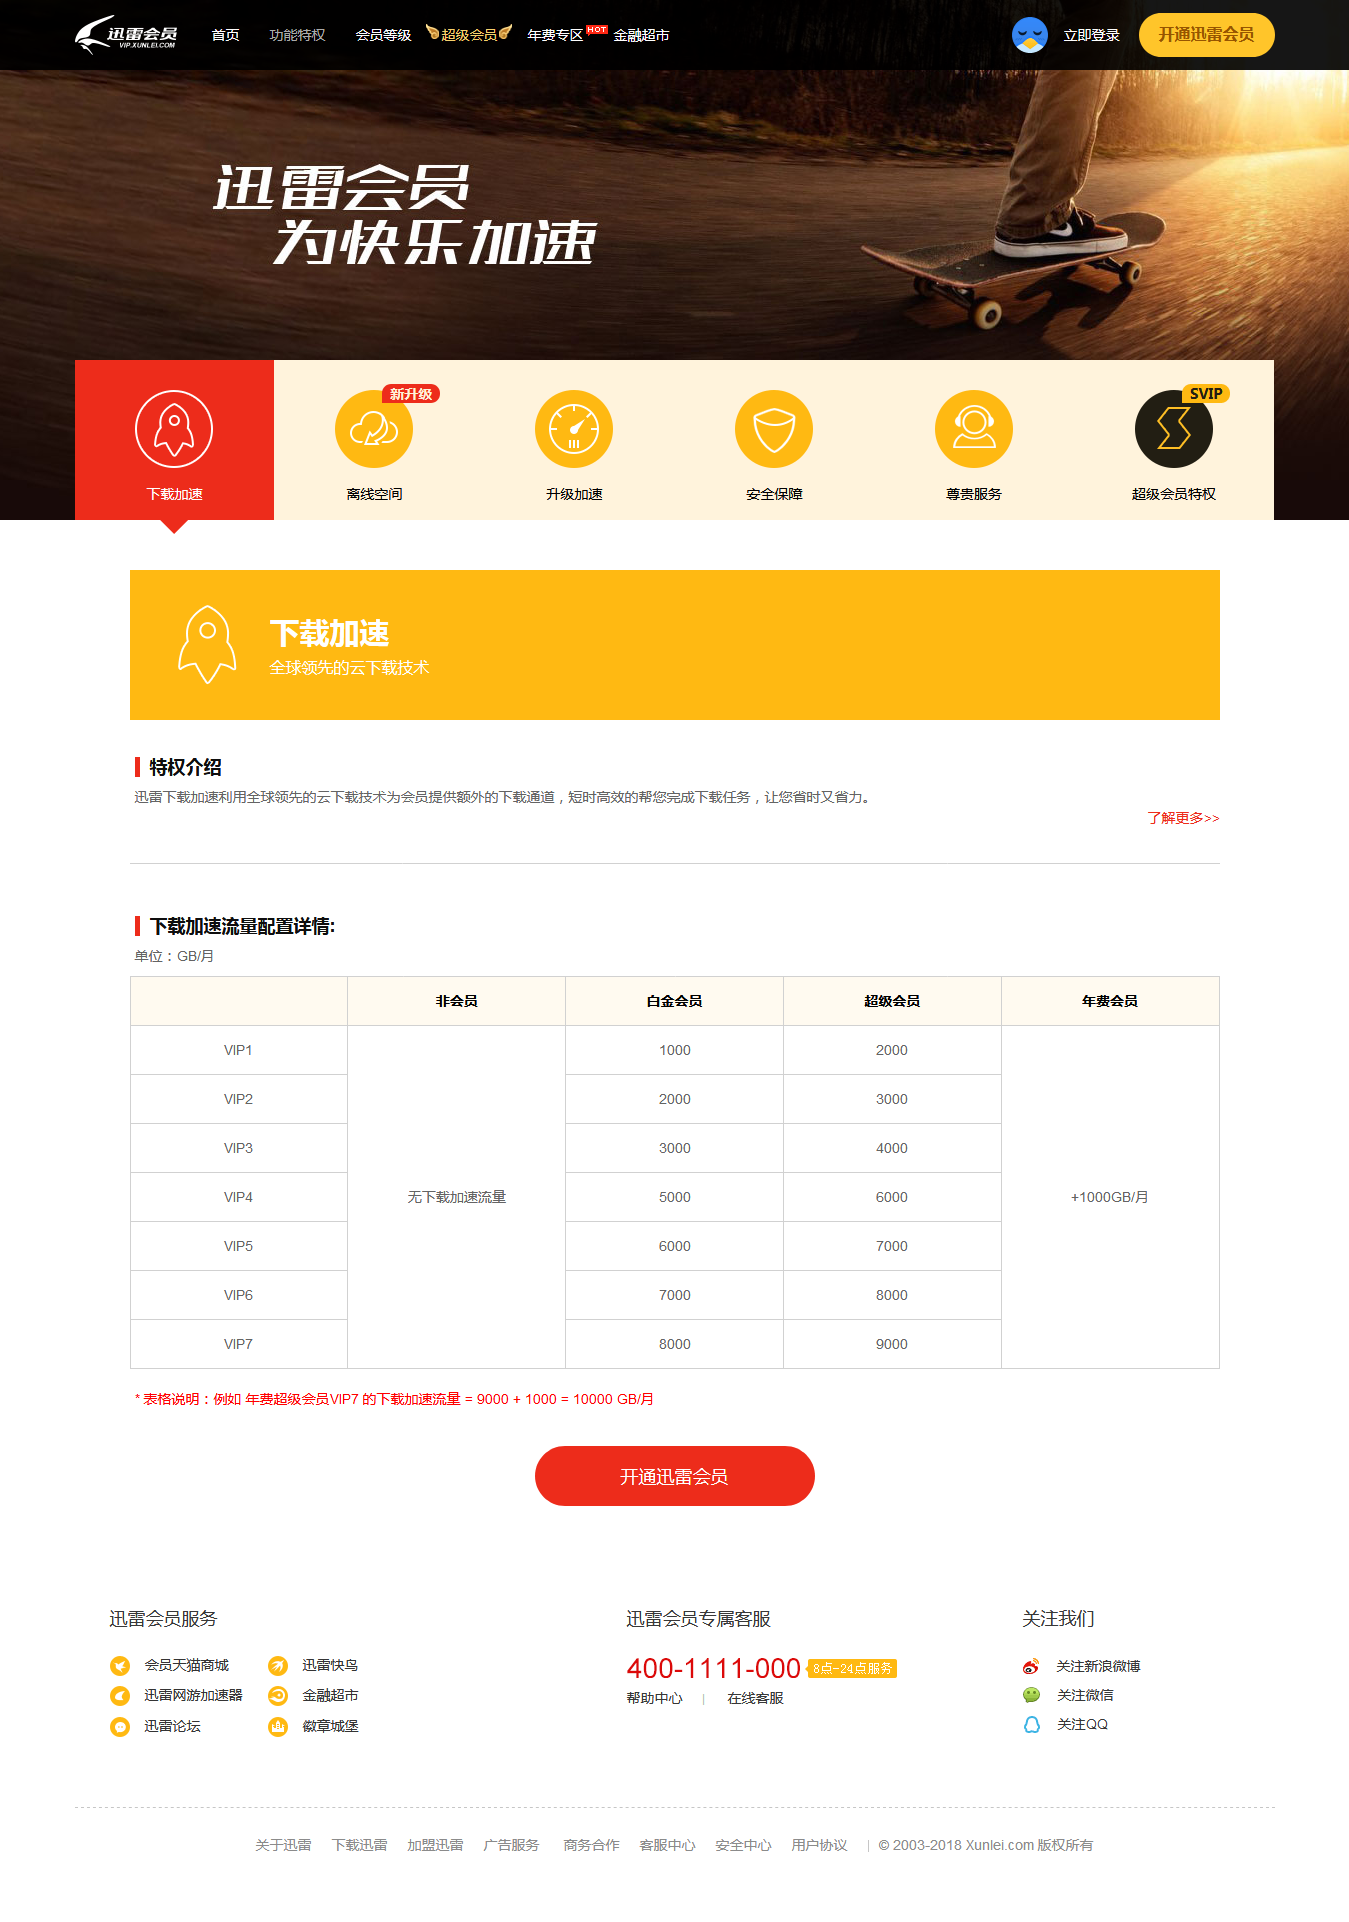 迅雷会员
VIP.XUNLEI.COM
首页 功能特权 会员等级 超级会员 年费专区 HOT 金融超市 立即登录 开通迅雷会员
迅雷会员
为快乐加速
新升级 SVIP
下载加速 离线空间 升级加速 安全保障 尊贵服务 超级会员特权
下载加速
全球领先的云下载技术
特权介绍
迅雷下载加速利用全球领先的云下载技术为会员提供额外的下载通道，短时高效的帮您完成下载任务，让您省时又省力。
了解更多>>
下载加速流量配置详情:
单位：GB/月
非会员 白金会员 超级会员 年费会员
VIP1 1000 2000
VIP2 2000 3000
VIP3 3000 4000
VIP4 无下载加速流量 5000 6000 +1000GB/月
VIP5 6000 7000
VIP6 7000 8000
VIP7 8000 9000
* 表格说明：例如 年费超级会员VIP7 的下载加速流量 = 9000 + 1000 = 10000 GB/月
开通迅雷会员
迅雷会员服务 迅雷会员专属客服 关注我们
会员天猫商城 迅雷快鸟 400-1111-000 8点-24点服务 关注新浪微博
迅雷网游加速器 金融超市 帮助中心 | 在线客服 关注微信
迅雷论坛 徽章城堡 关注QQ
关于迅雷 下载迅雷 加盟迅雷 广告服务 商务合作 客服中心 安全中心 用户协议 | © 2003-2018 Xunlei.com 版权所有